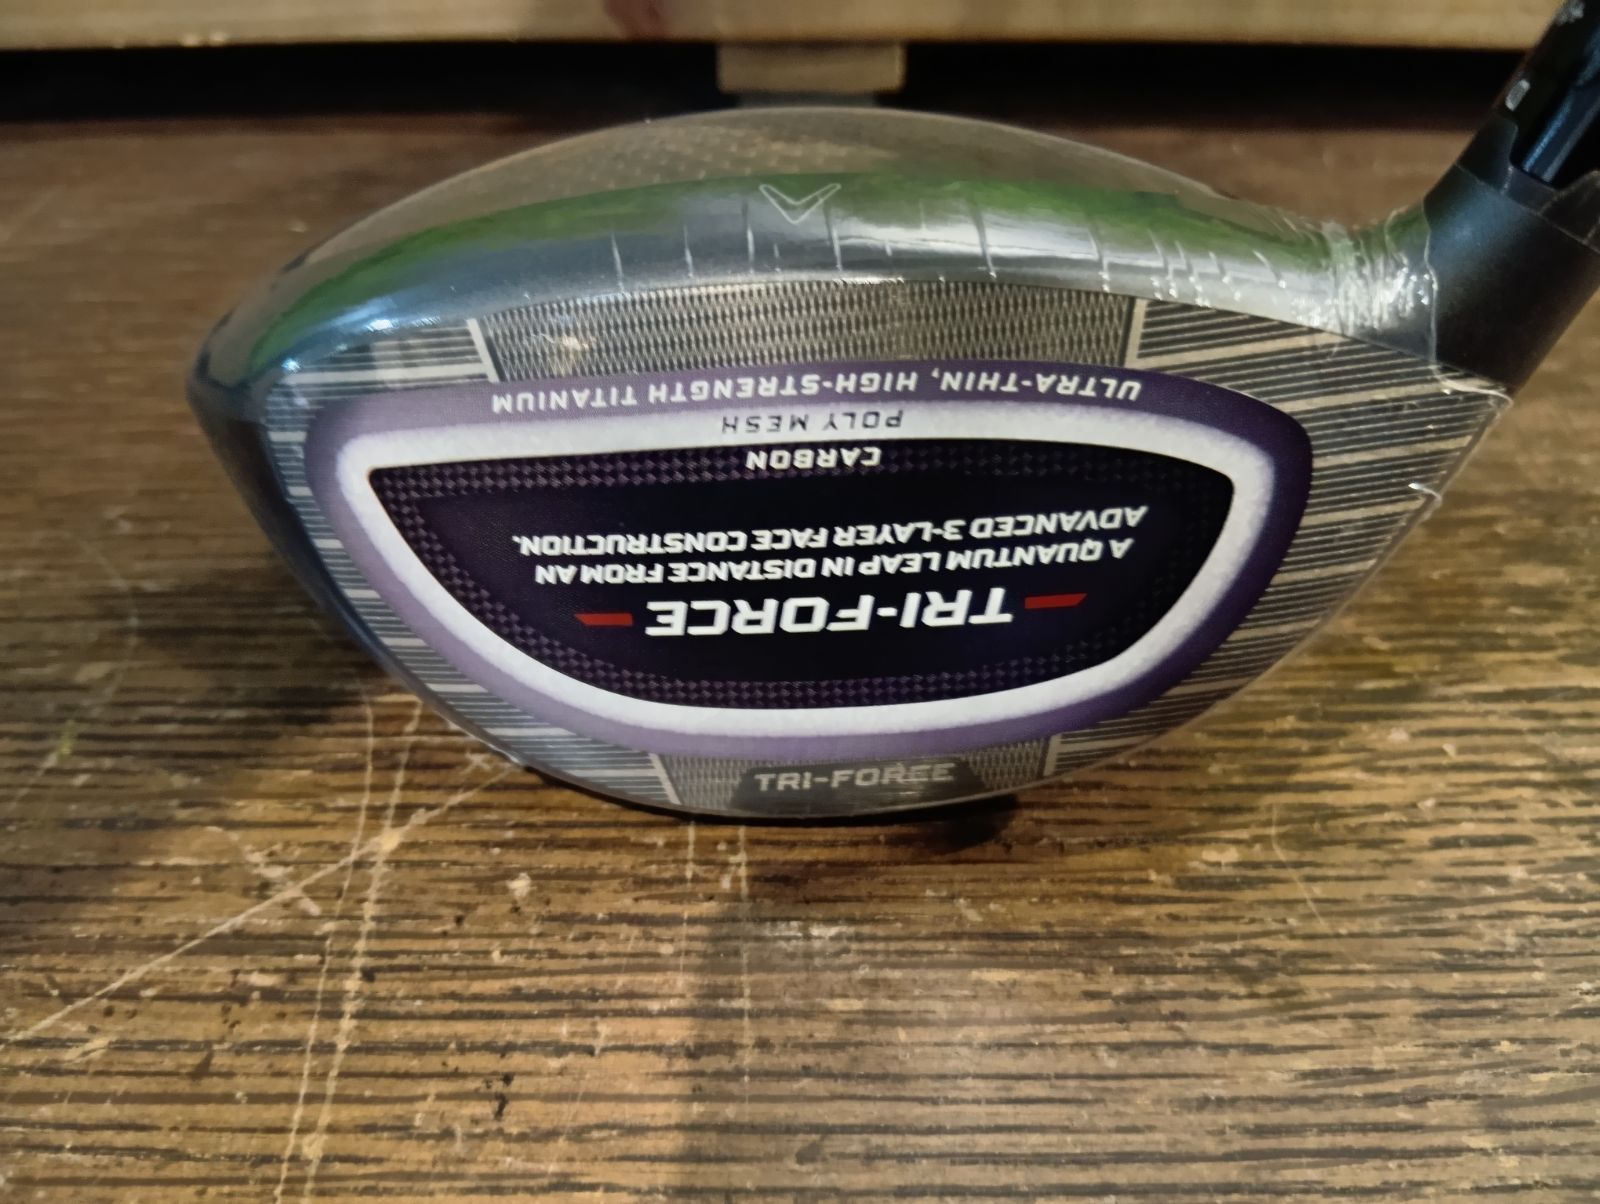 ULTRA-THIN, HIGH-STRENGTH TITANIUM
POLY MESH
CARBON
TRI-FORCE
A QUANTUM LEAP IN DISTANCE FROM AN
ADVANCED 3-LAYER FACE CONSTRUCTION.
TRI-FORCE